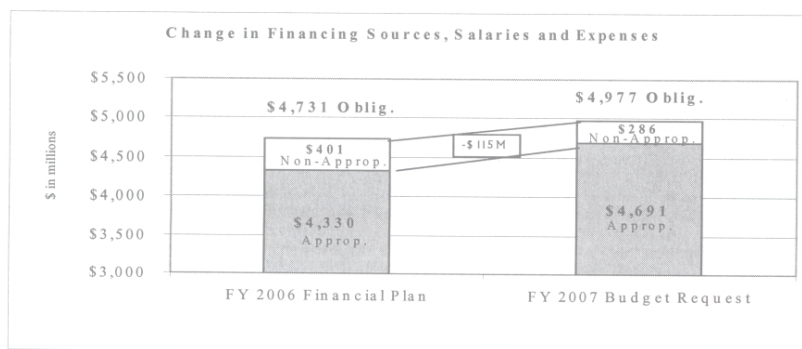 Change in Financing Sources, Salaries and Expenses
$ in millions
$5,500
$5,000
$4,500
$4,000
$3,500
$3,000
$4,731 Oblig.
$401
Non-Approp.
$4,330
Approp.
-$115M
$4,977 Oblig.
$286
Non-Approp.
$4,691
Approp.
FY 2006 Financial Plan
FY 2007 Budget Request